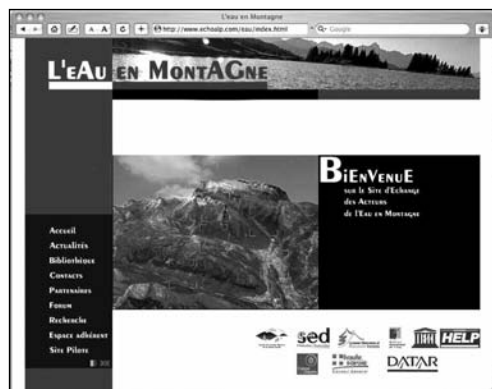 L'eau en Montagne
A A
http://www.echoalp.com/eau/index.html
Google
L'EAU EN MONTAGNE
BIENVENUE
SUR LE SITE D'ECHANGE
DES ACTEURS
DE L'EAU EN MONTAGNE
ACCUEIL
ACTUALITÉS
BIBLIOTHÈQUE
CONTACTS
PARTENAIRES
FORUM
RECHERCHE
ESPACE ADHÉRENT
SITE PILOTE
sed
HELP
haute savoie
DATAR